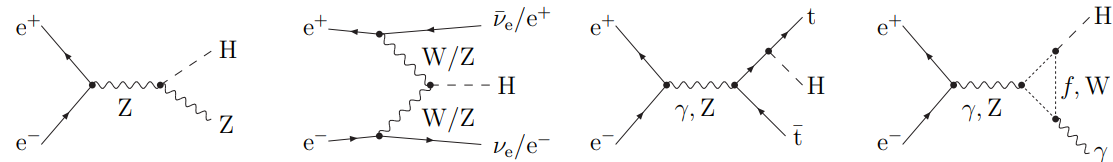 e+ H
Z
e− Z
e+ ν̄e/e+
W/Z
H
W/Z
e− νe/e−
e+ t
γ, Z H
e− t̄
e+ H
γ, Z f, W
e− γ